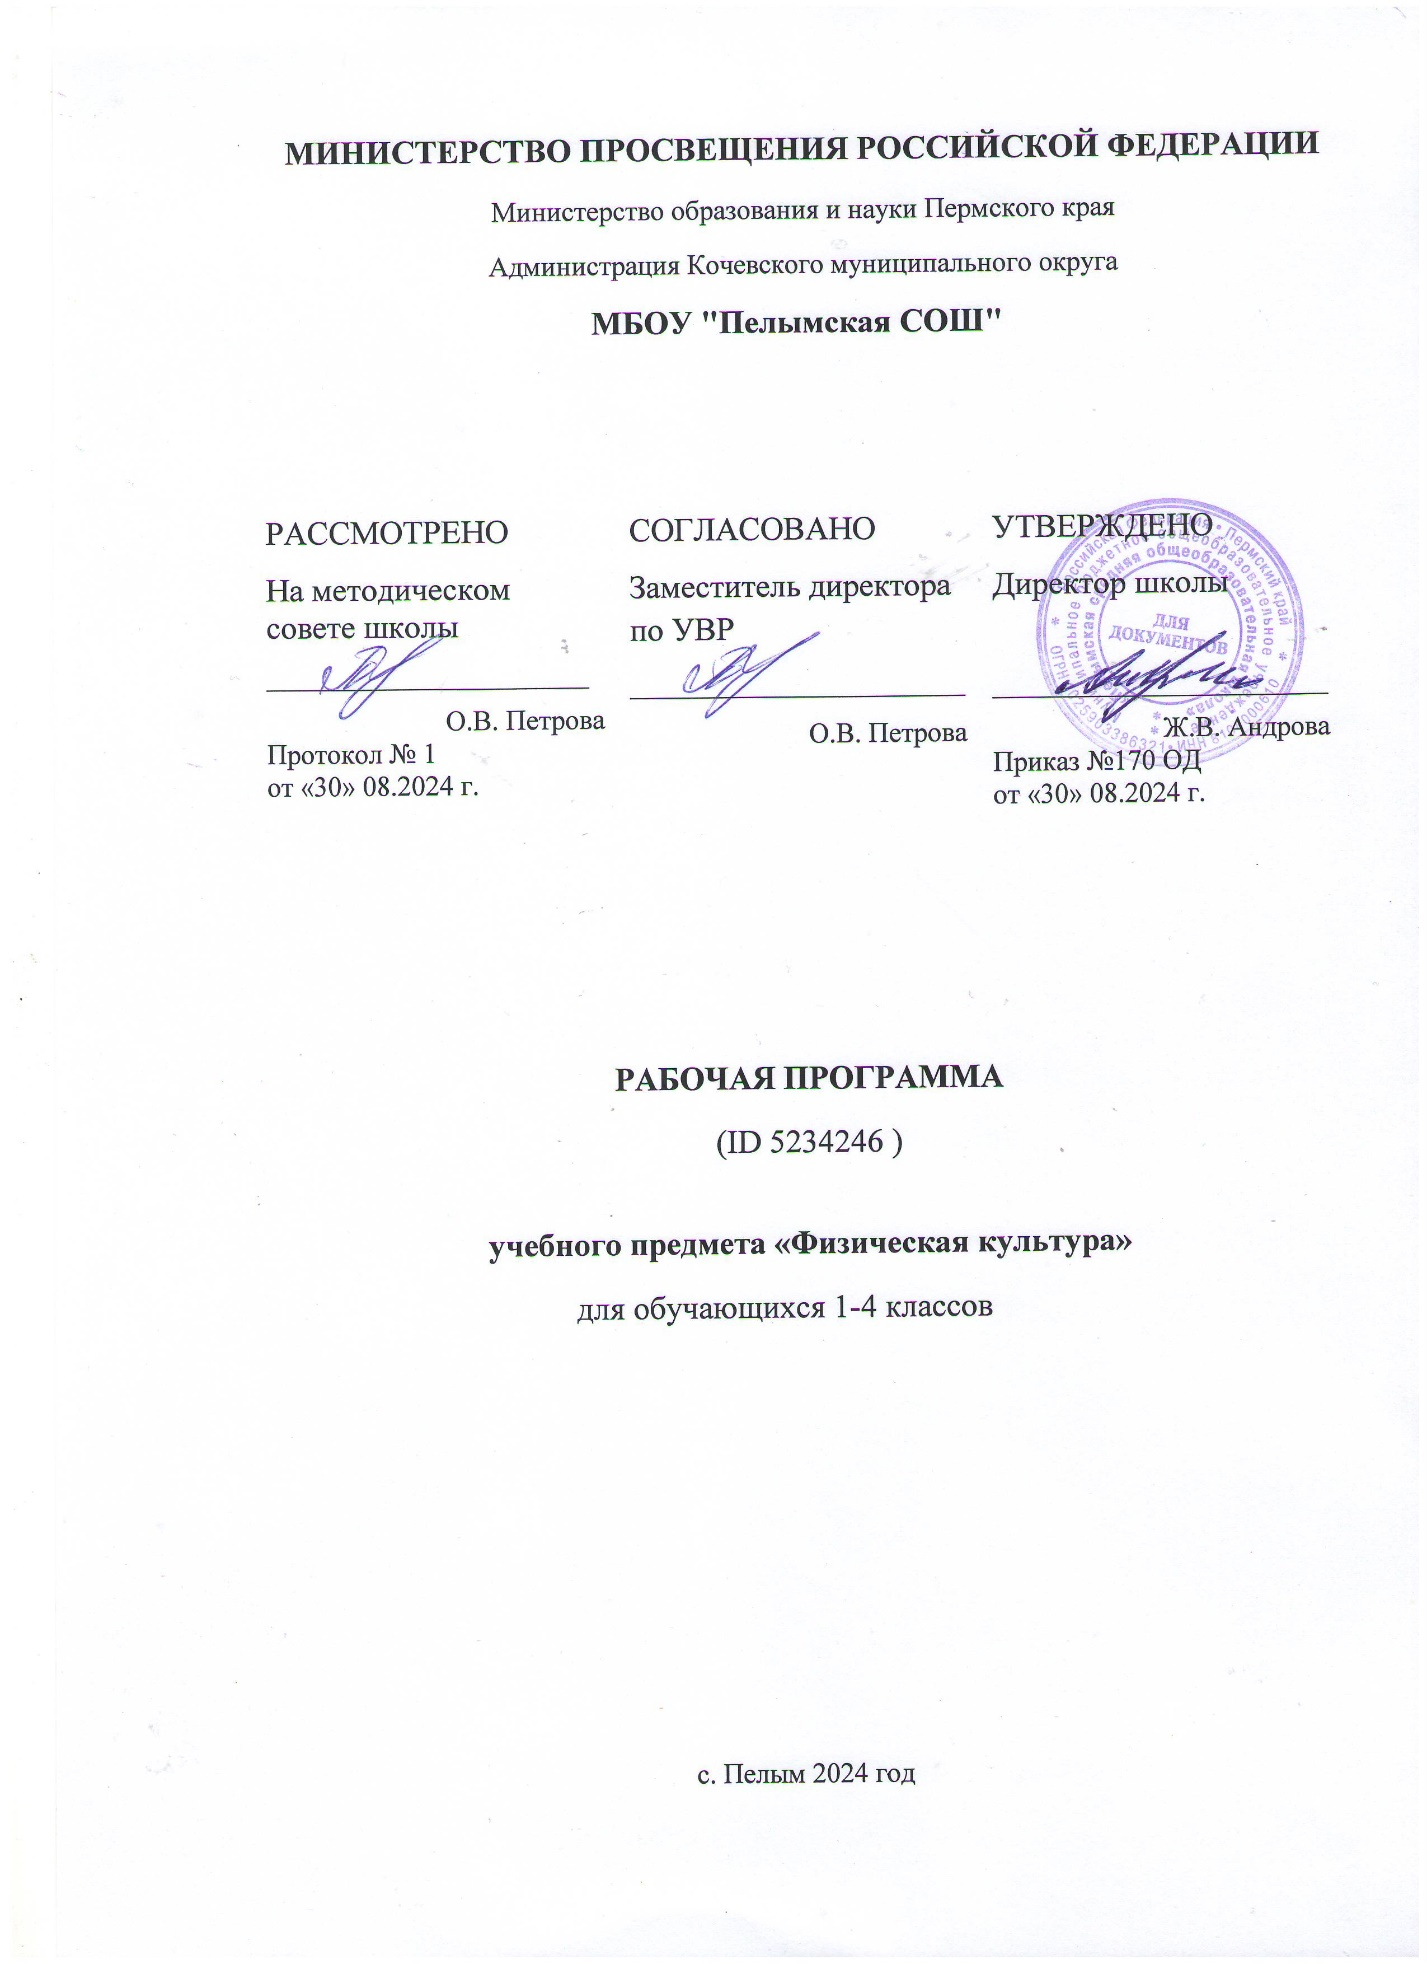 МИНИСТЕРСТВО ПРОСВЕЩЕНИЯ РОССИЙСКОЙ ФЕДЕРАЦИИ
Министерство образования и науки Пермского края
Администрация Кочевского муниципального округа
МБОУ "Пелымская СОШ"
РАССМОТРЕНО
На методическом
совете школы
О.В. Петрова
Протокол № 1
от «30» 08.2024 г.
СОГЛАСОВАНО
Заместитель директора
по УВР
О.В. Петрова
УТВЕРЖДЕНО
Директор школы
ДЛЯ
ДОКУМЕНТОВ
Ж.В. Андрова
Приказ №170 ОД
от «30» 08.2024 г.
РАБОЧАЯ ПРОГРАММА
(ID 5234246 )
учебного предмета «Физическая культура»
для обучающихся 1-4 классов
с. Пелым 2024 год